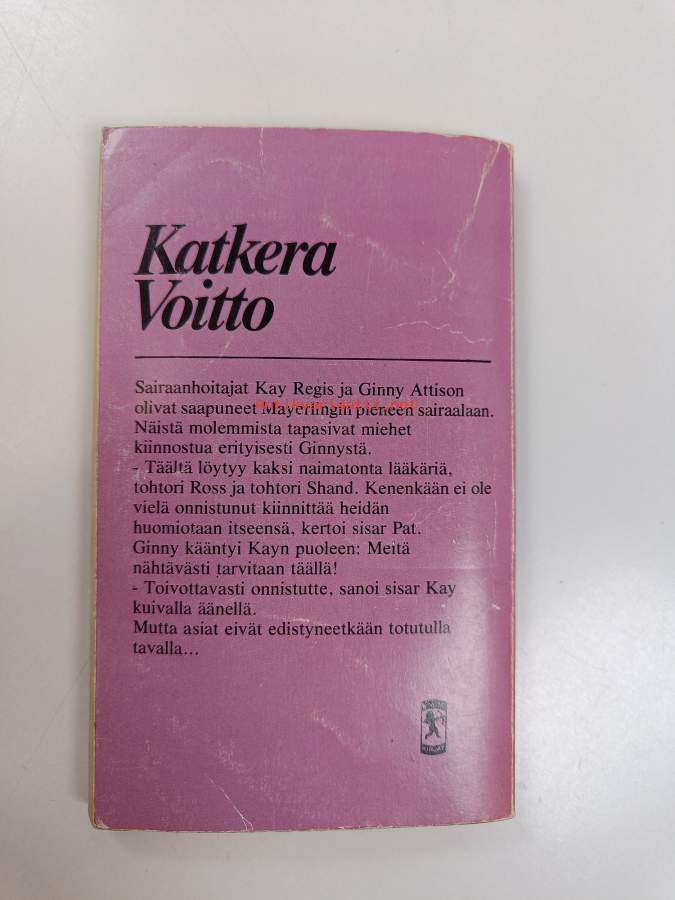 Katkera
Voitto
Sairaanhoitajat Kay Regis ja Ginny Attison
olivat saapuneet Mayerlingin pieneen sairaalaan.
Näistä molemmista tapasivat miehet
kiinnostua erityisesti Ginnystä.
- Täältä löytyy kaksi naimatonta lääkäriä,
tohtori Ross ja tohtori Shand. Kenenkään ei ole
vielä onnistunut kiinnittää heidän
huomiotaan itseensä, kertoi sisar Pat.
Ginny kääntyi Kayn puoleen: Meitä
nähtävästi tarvitaan täällä!
- Toivottavasti onnistutte, sanoi sisar Kay
kuivalla äänellä.
Mutta asiat eivät edistyneetkään totutulla
tavalla...